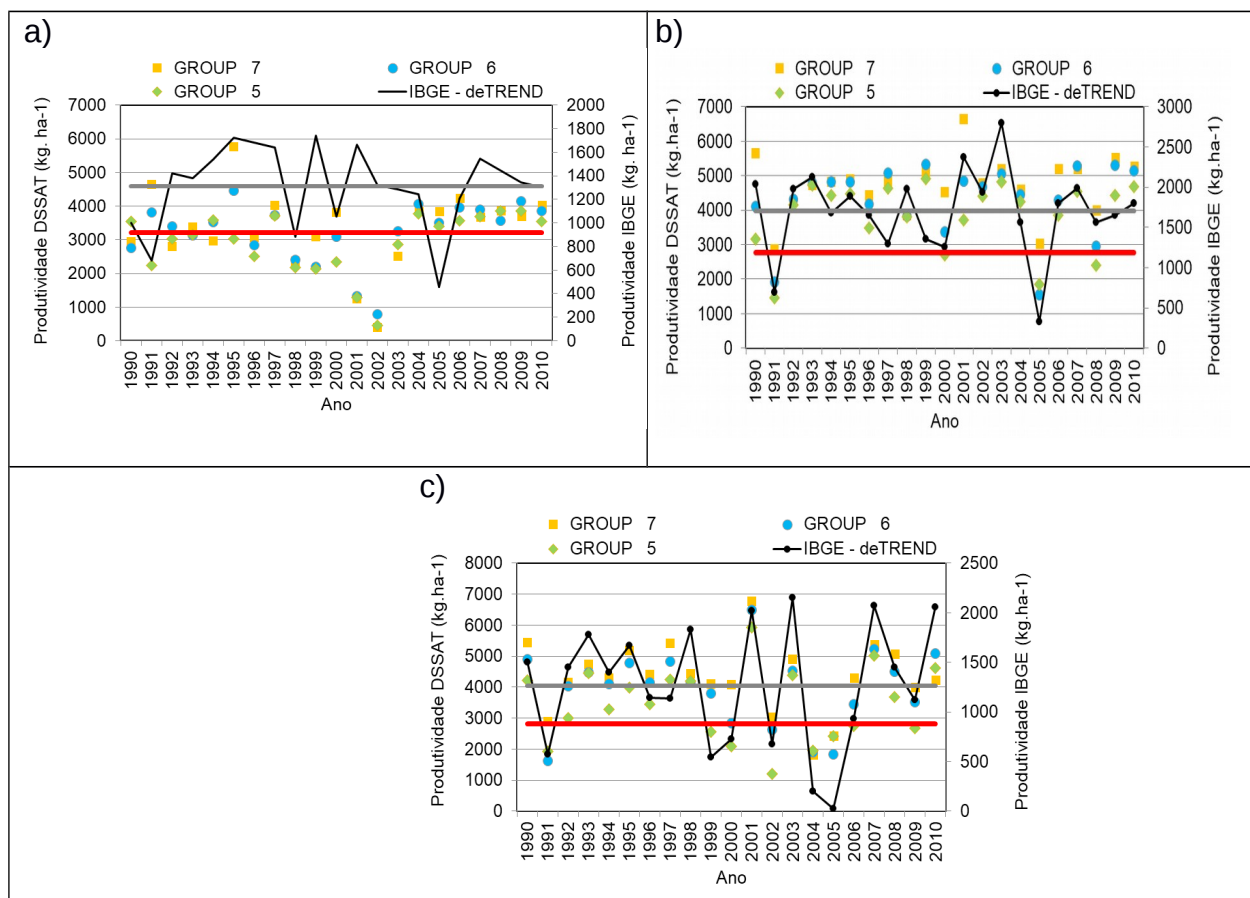 a)
GROUP 7
GROUP 6
GROUP 5
IBGE - deTREND
Produtividade DSSAT (kg. ha-1)
7000
6000
5000
4000
3000
2000
1000
0
2000
1800
1600
1400
1200
1000
800
600
400
200
0
Produtividade IBGE (kg. ha-1)
1990 1991 1992 1993 1994 1995 1996 1997 1998 1999 2000 2001 2002 2003 2004 2005 2006 2007 2008 2009 2010
Ano
b)
GROUP 7
GROUP 6
GROUP 5
IBGE - deTREND
Produtividade DSSAT (kg. ha-1)
7000
6000
5000
4000
3000
2000
1000
0
3000
2500
2000
1500
1000
500
0
Produtividade IBGE (kg.ha-1)
1990 1991 1992 1993 1994 1995 1996 1997 1998 1999 2000 2001 2002 2003 2004 2005 2006 2007 2008 2009 2010
Ano
c)
GROUP 7
GROUP 6
GROUP 5
IBGE - deTREND
Produtividade DSSAT (kg.ha-1)
8000
7000
6000
5000
4000
3000
2000
1000
0
2500
2000
1500
1000
500
0
Produtividade IBGE (kg.ha-1)
1990 1991 1992 1993 1994 1995 1996 1997 1998 1999 2000 2001 2002 2003 2004 2005 2006 2007 2008 2009 2010
Ano